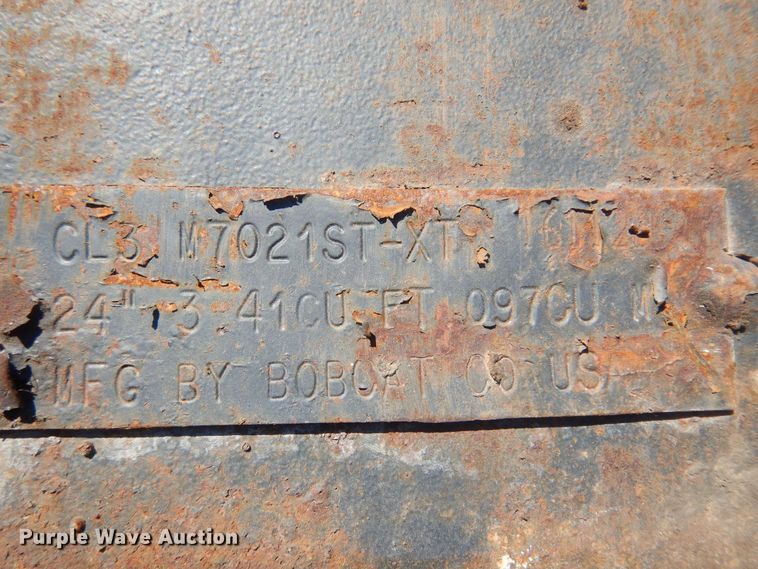 CL3 M7021ST-XT
24" 3 41CU FT 097CU M
MFG BY BOBCAT CO USA
Purple Wave Auction®